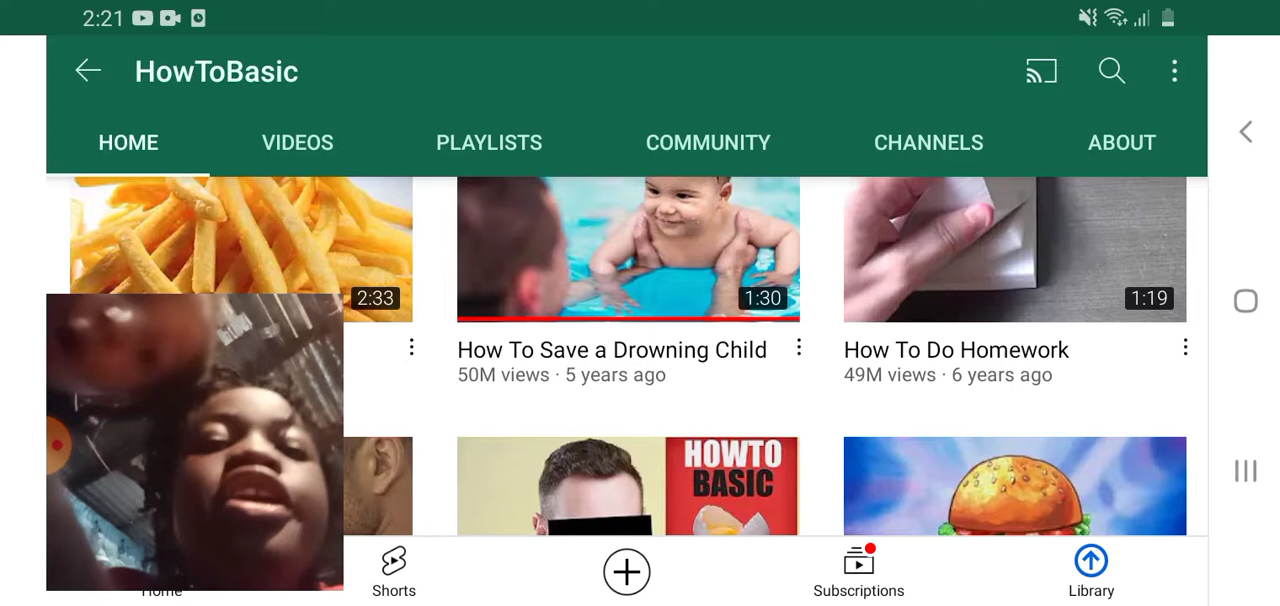 2:21
HowToBasic
HOME VIDEOS PLAYLISTS COMMUNITY CHANNELS ABOUT
2:33 1:30 1:19
How To Save a Drowning Child How To Do Homework
50M views · 5 years ago 49M views · 6 years ago
HOWTO
BASIC
Home Shorts Subscriptions Library